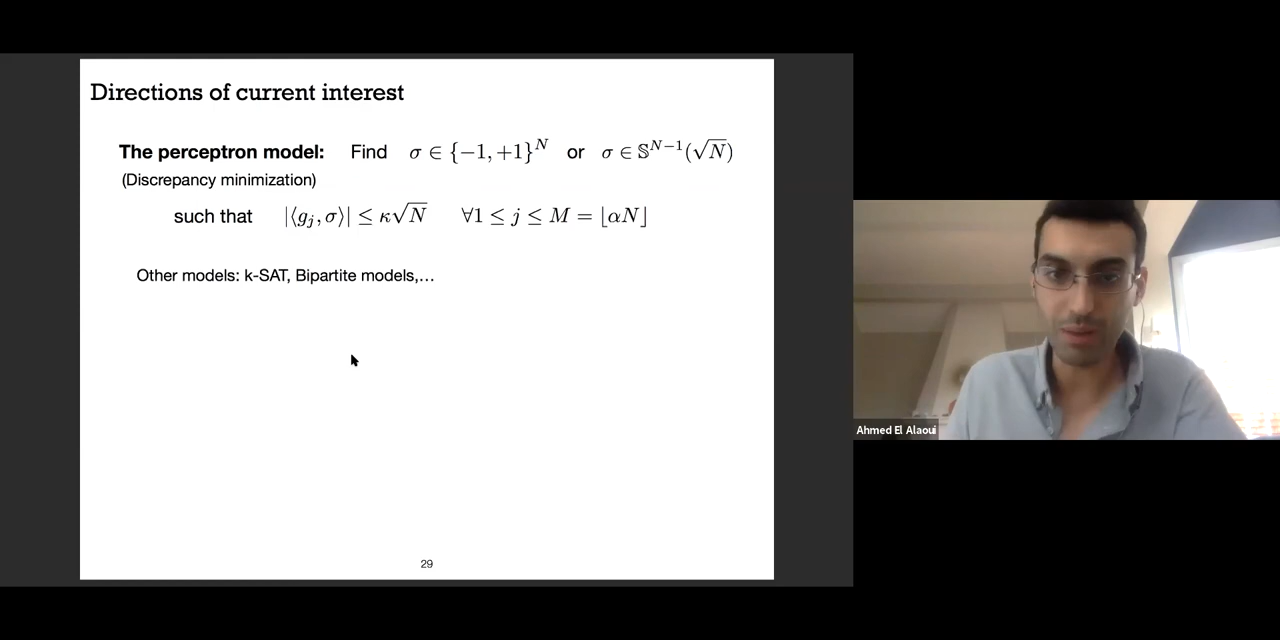 Directions of current interest
The perceptron model: Find σ ∈ {−1, +1}^N or σ ∈ 𝕊^{N−1}(√N)
(Discrepancy minimization)
such that |⟨g_j, σ⟩| ≤ κ√N ∀1 ≤ j ≤ M = ⌊αN⌋
Other models: k-SAT, Bipartite models,…
29
Ahmed El Alaoui